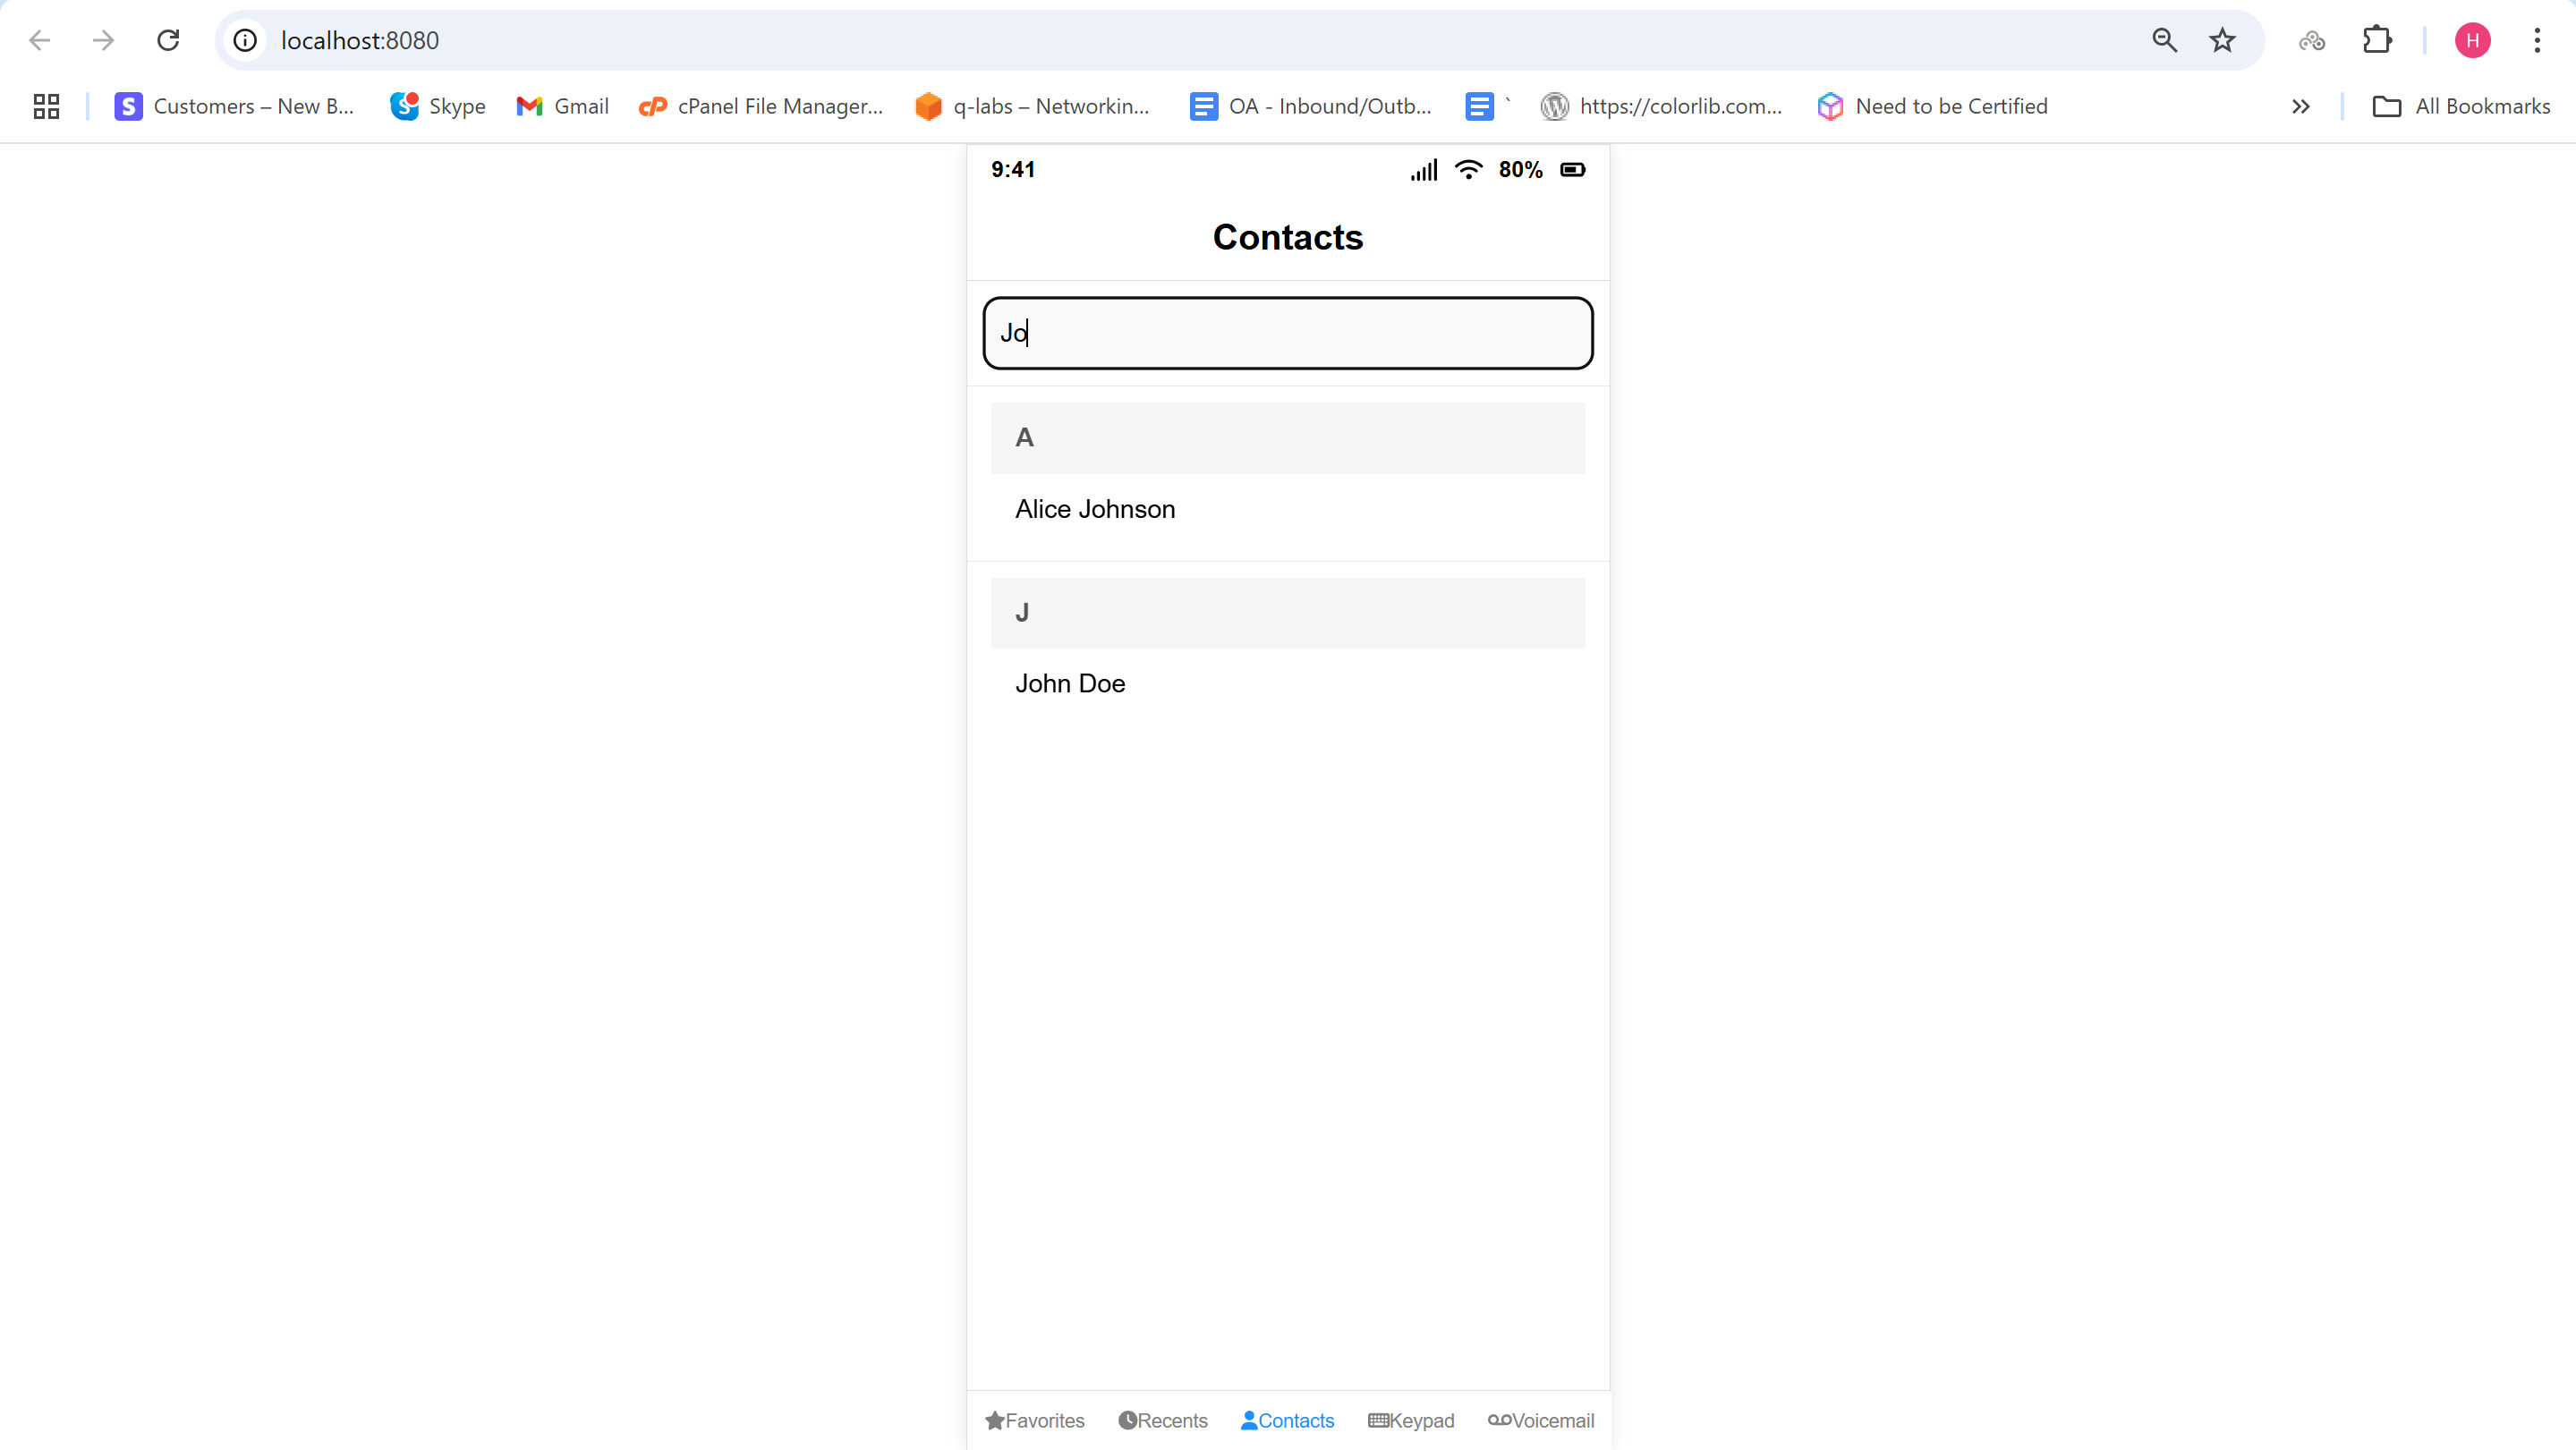 localhost:8080
H
Customers – New B...
Skype
Gmail
cPanel File Manager...
q-labs – Networkin...
OA - Inbound/Outb...
`
https://colorlib.com...
Need to be Certified
All Bookmarks
9:41
80%
Contacts
Jo
A
Alice Johnson
J
John Doe
Favorites
Recents
Contacts
Keypad
Voicemail